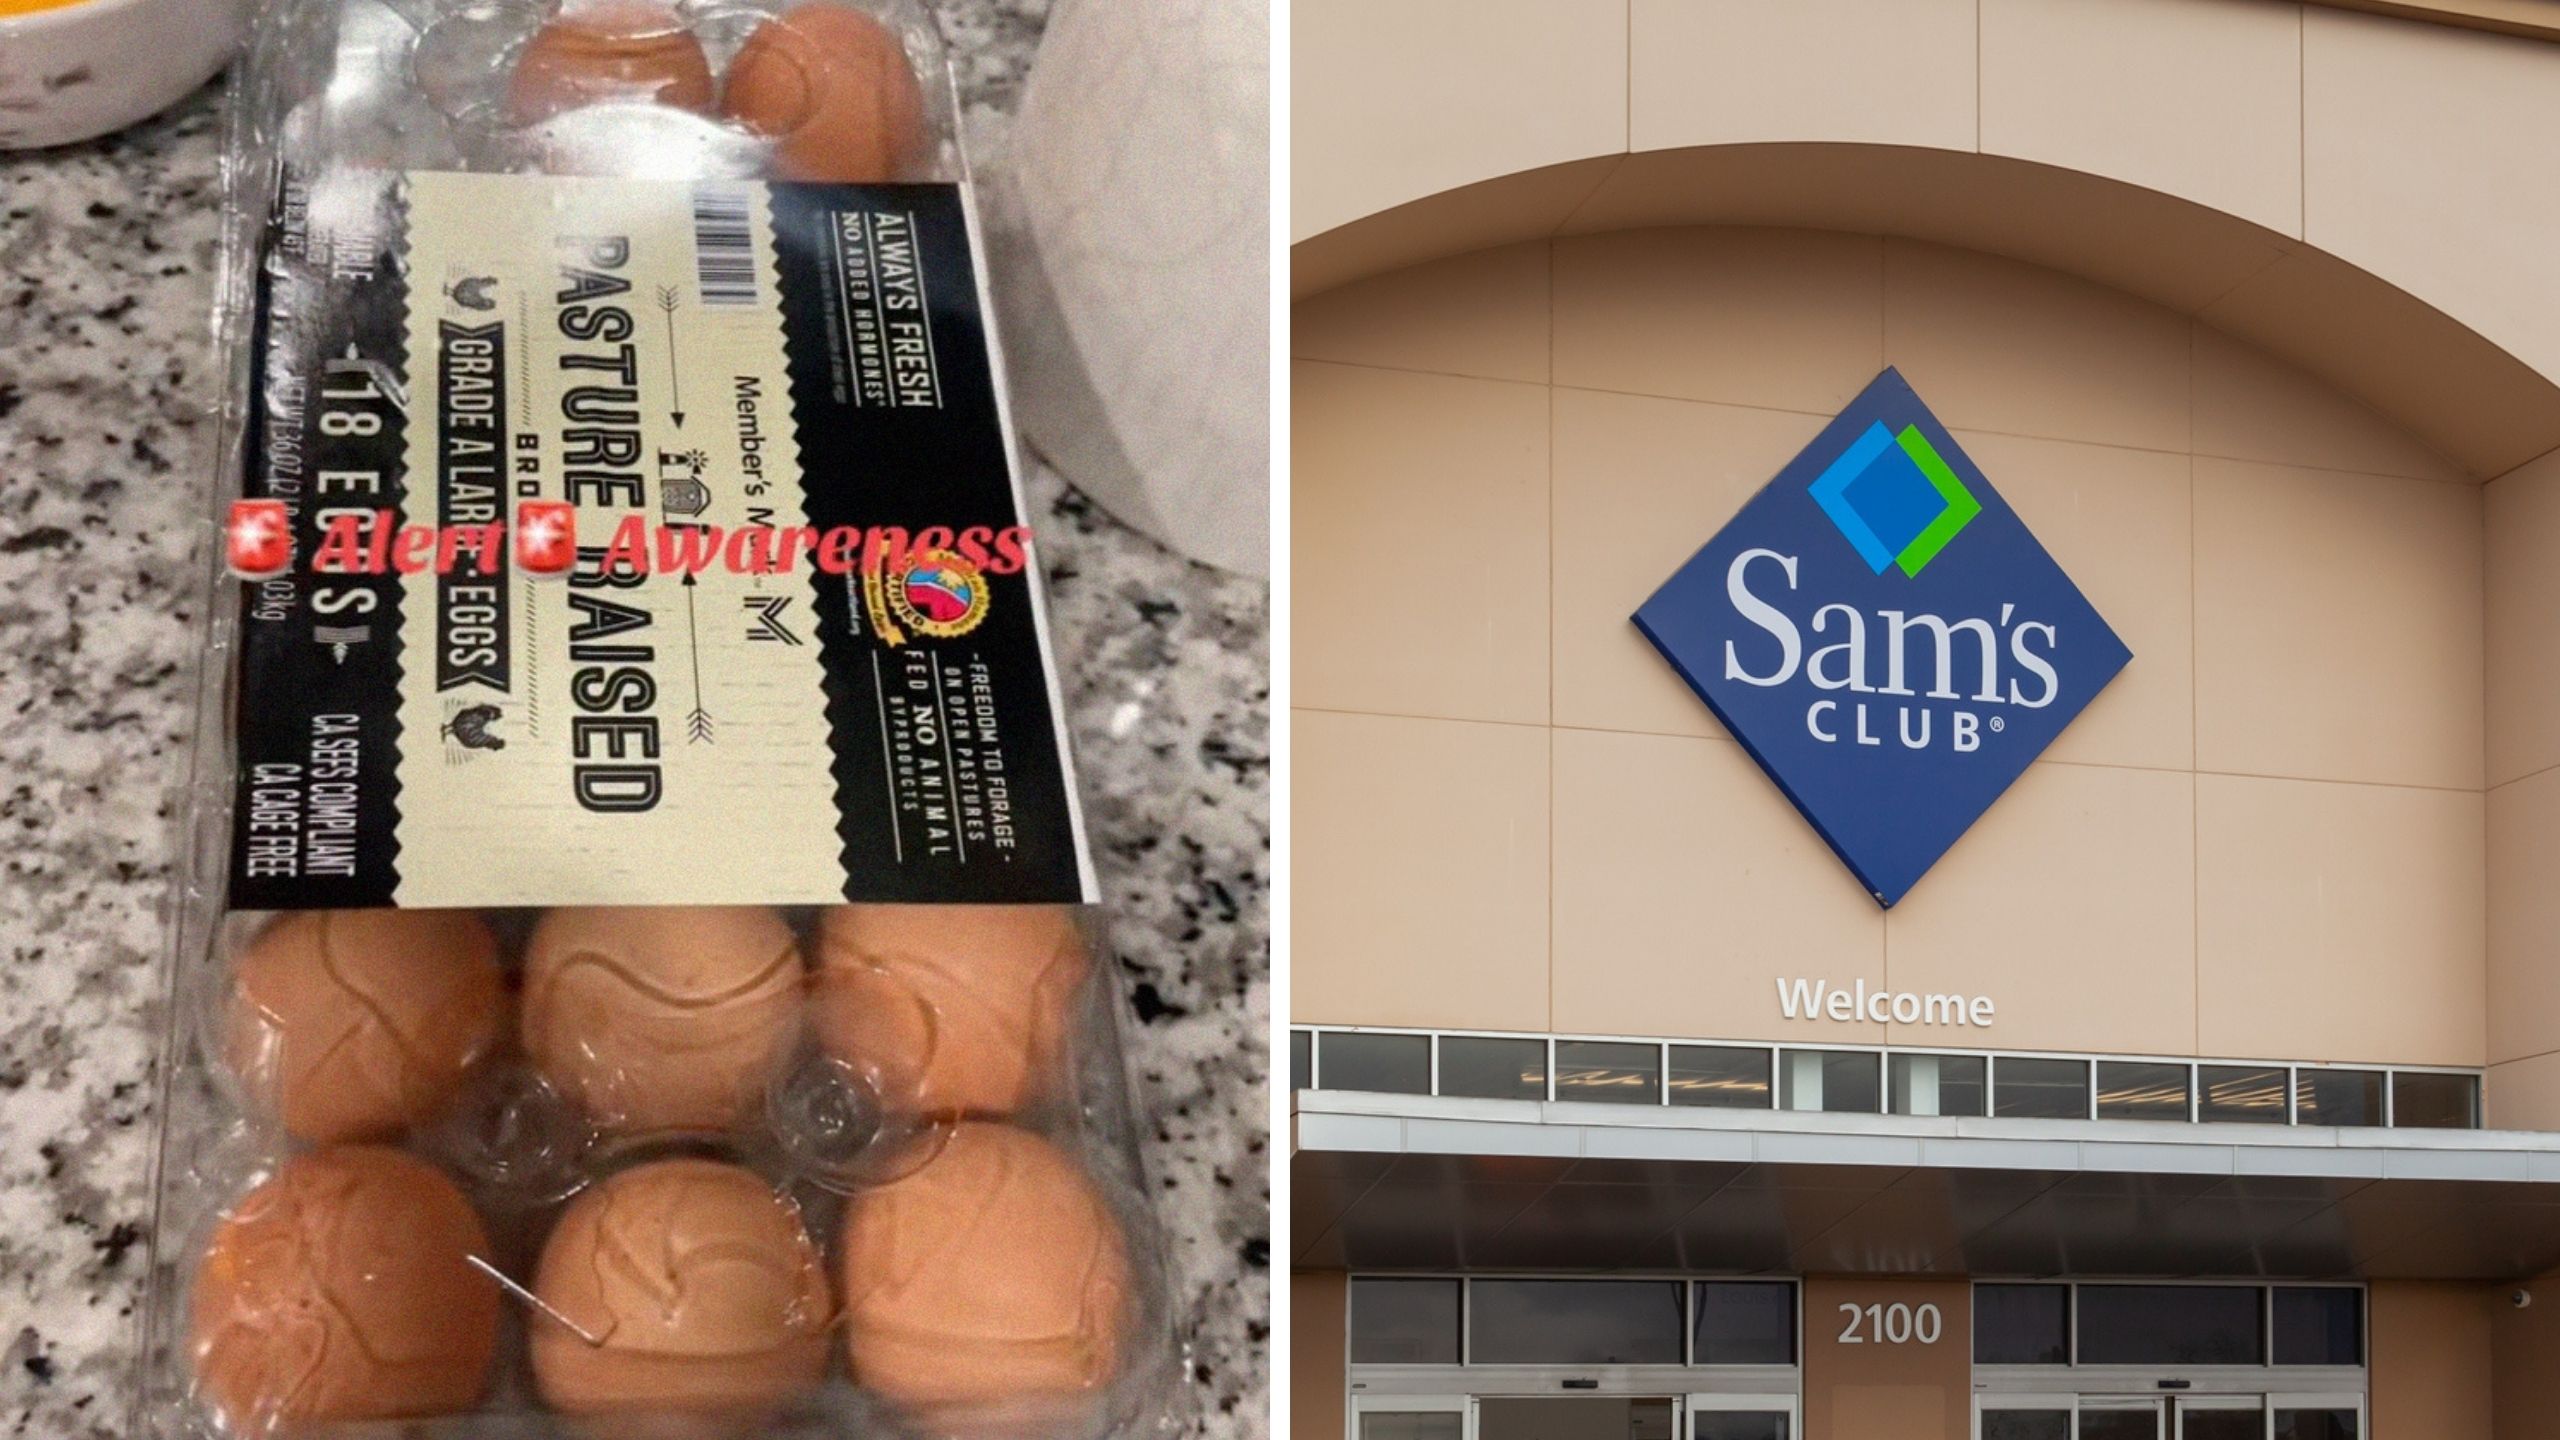 ALWAYS FRESH
NO ADDED HORMONES*
-FREEDOM TO FORAGE-
ON OPEN PASTURES
FED NO ANIMAL
BYPRODUCTS
Member's M
PASTURE RAISED
BRO
GRADE A LARGE · EGGS
18 EGGS
CA SEFS COMPLIANT
CA CAGE FREE
🚨 Alert 🚨 Awareness
Sam's
CLUB®
Welcome
2100